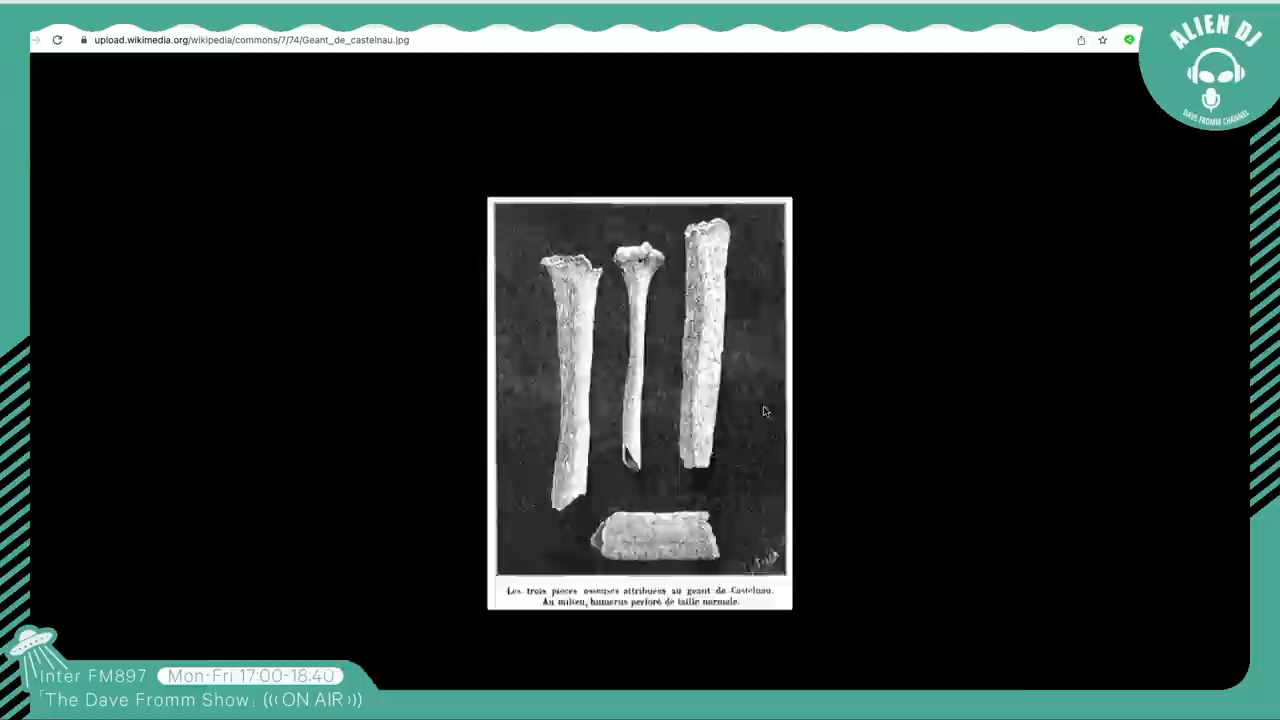 upload.wikimedia.org/wikipedia/commons/7/74/Geant_de_castelnau.jpg
ALIEN DJ
DAVE FROMM CHANNEL
Les trois pièces osseuses attribuées au géant de Castelnau.
Au milieu, humérus perforé de taille normale.
Inter FM897 Mon-Fri 17:00-18:40
「The Dave Fromm Show」((( ON AIR )))